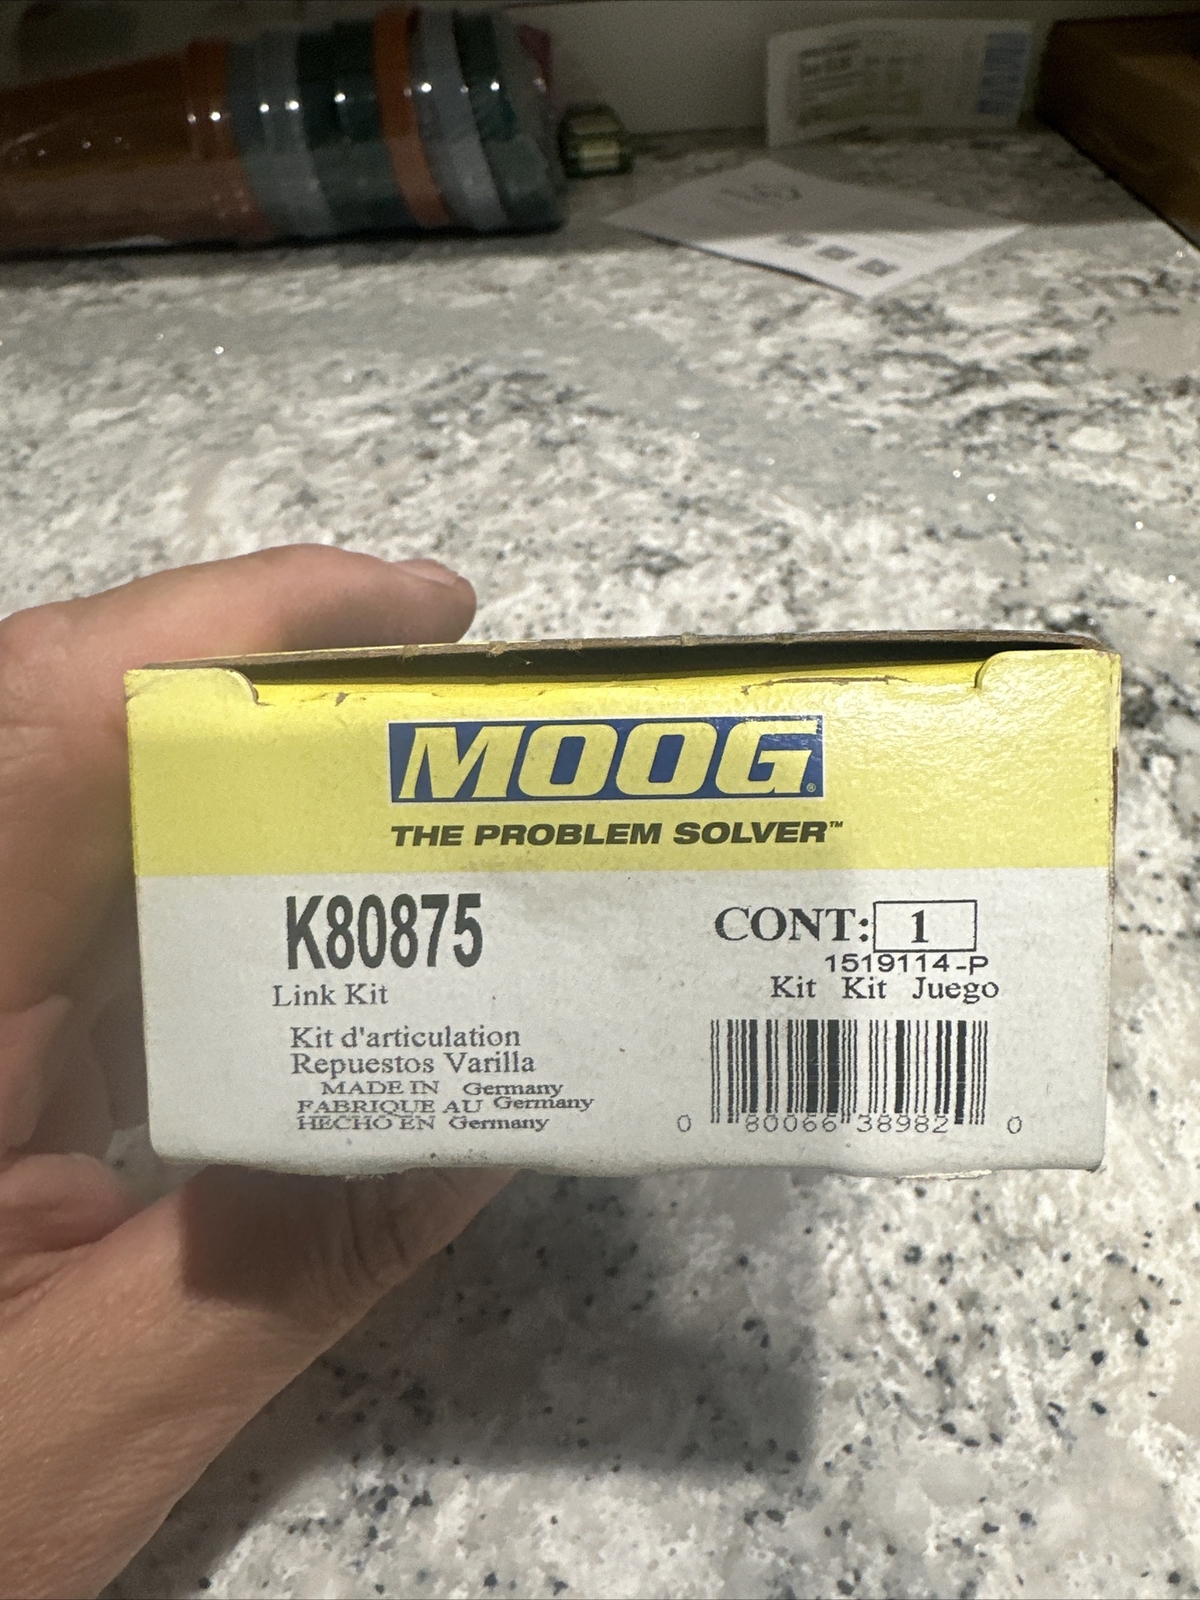 MOOG®
THE PROBLEM SOLVER™
K80875
Link Kit
Kit d'articulation
Repuestos Varilla
MADE IN Germany
FABRIQUE AU Germany
HECHO EN Germany
CONT: 1
1519114-P
Kit Kit Juego
0 80066 38982 0